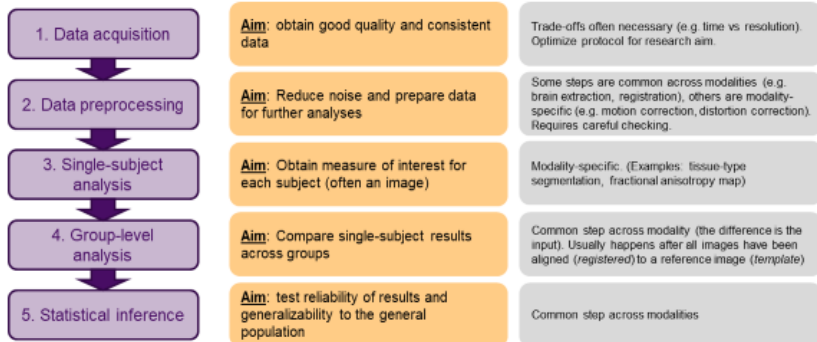 1. Data acquisition
Aim: obtain good quality and consistent
data
Trade-offs often necessary (e.g. time vs resolution).
Optimize protocol for research aim.
2. Data preprocessing
Aim: Reduce noise and prepare data
for further analyses
Some steps are common across modalities (e.g.
brain extraction, registration), others are modality-
specific (e.g. motion correction, distortion correction).
Requires careful checking.
3. Single-subject
analysis
Aim: Obtain measure of interest for
each subject (often an image)
Modality-specific. (Examples: tissue-type
segmentation, fractional anisotropy map)
4. Group-level
analysis
Aim: Compare single-subject results
across groups
Common step across modality (the difference is the
input). Usually happens after all images have been
aligned (registered) to a reference image (template)
5. Statistical inference
Aim: test reliability of results and
generalizability to the general
population
Common step across modalities